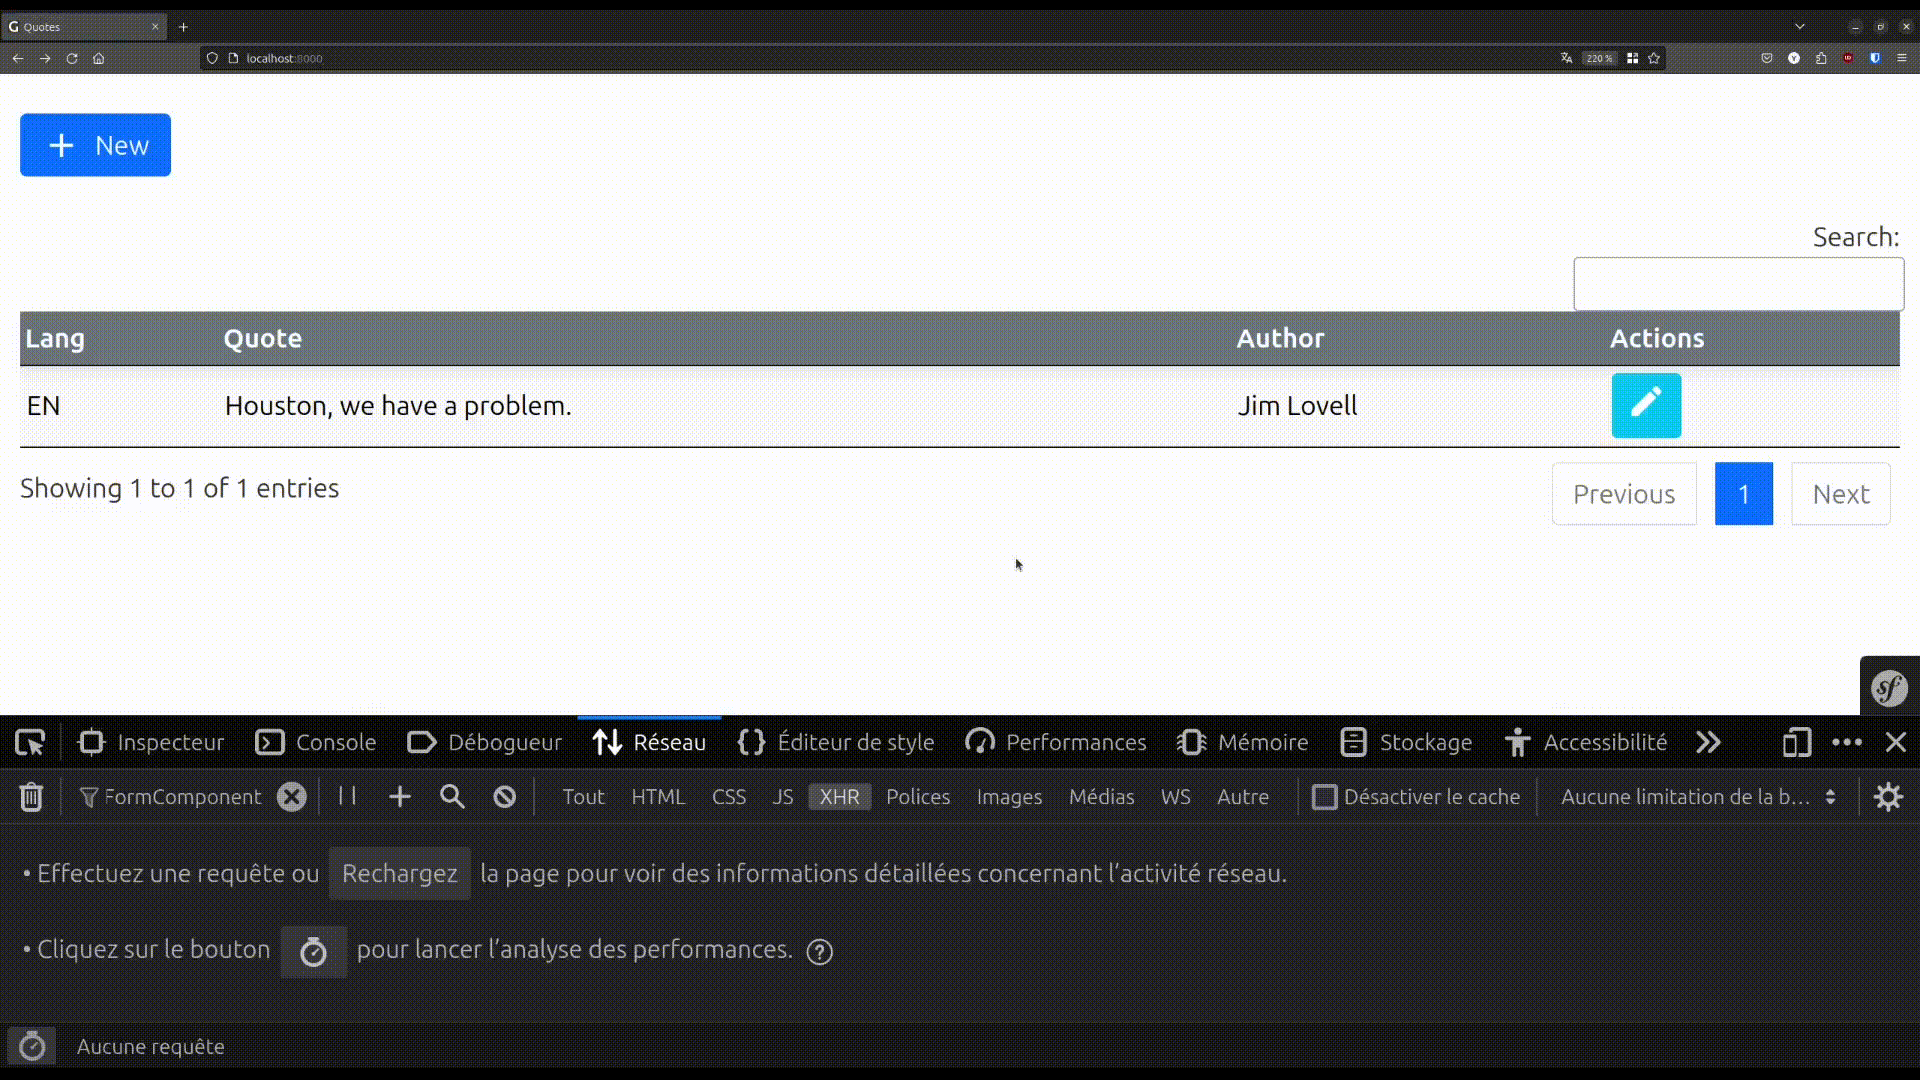 Quotes
localhost:8000
220 %
New
Search:
Lang Quote Author Actions
EN Houston, we have a problem. Jim Lovell
Showing 1 to 1 of 1 entries
Previous 1 Next
sf
Inspecteur Console Débogueur Réseau Éditeur de style Performances Mémoire Stockage Accessibilité
FormComponent Tout HTML CSS JS XHR Polices Images Médias WS Autre Désactiver le cache Aucune limitation de la b...
• Effectuez une requête ou Rechargez la page pour voir des informations détaillées concernant l’activité réseau.
• Cliquez sur le bouton pour lancer l’analyse des performances. ?
Aucune requête